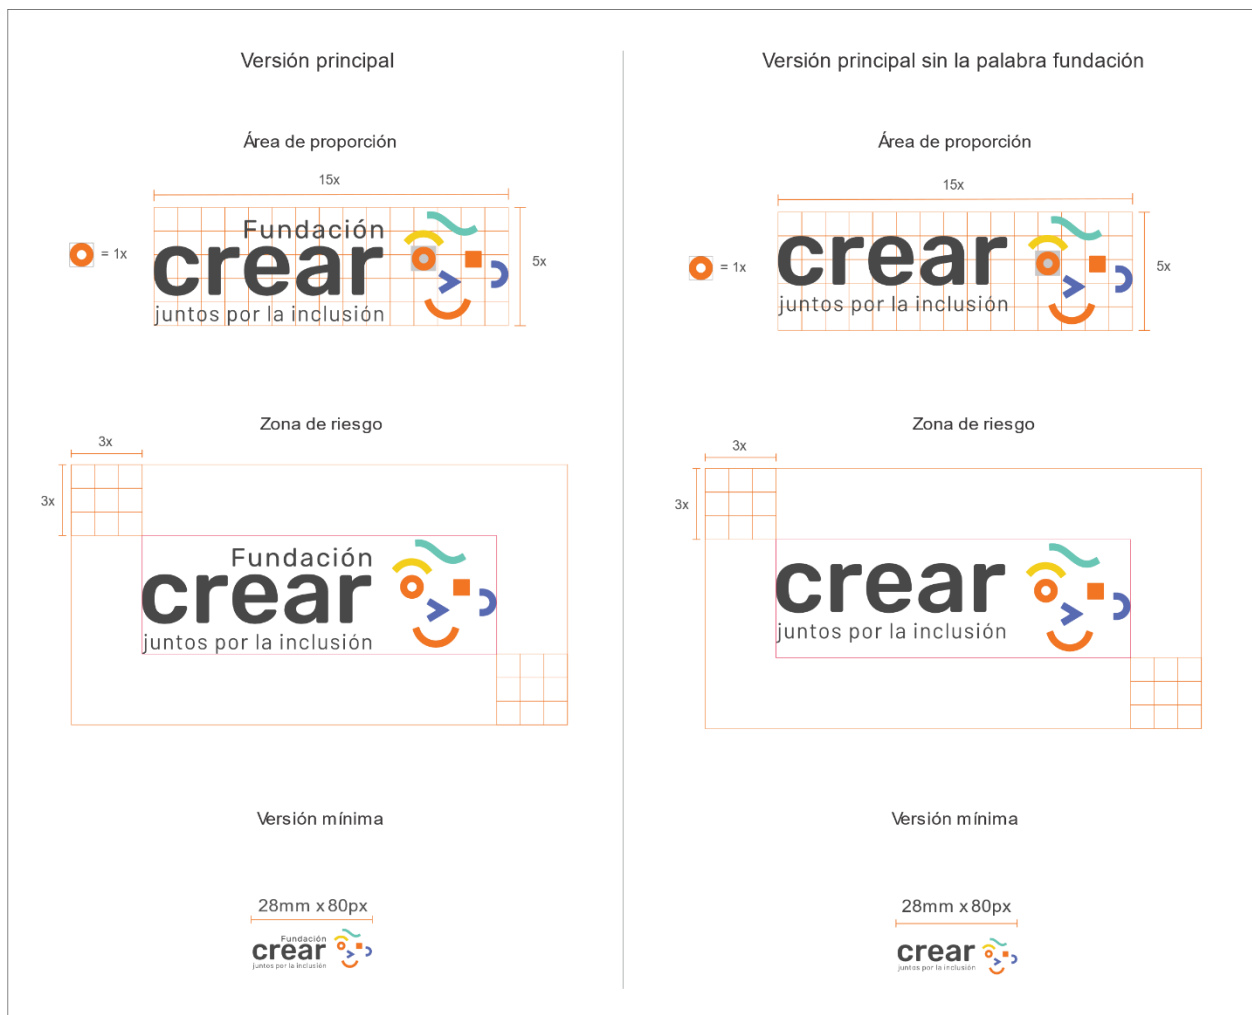 Versión principal
Área de proporción
15x
= 1x
5x
Fundación
crear
juntos por la inclusión
Zona de riesgo
3x
3x
Fundación
crear
juntos por la inclusión
Versión mínima
28mm x 80px
Fundación
crear
juntos por la inclusión
Versión principal sin la palabra fundación
Área de proporción
15x
= 1x
5x
crear
juntos por la inclusión
Zona de riesgo
3x
3x
crear
juntos por la inclusión
Versión mínima
28mm x 80px
crear
juntos por la inclusión